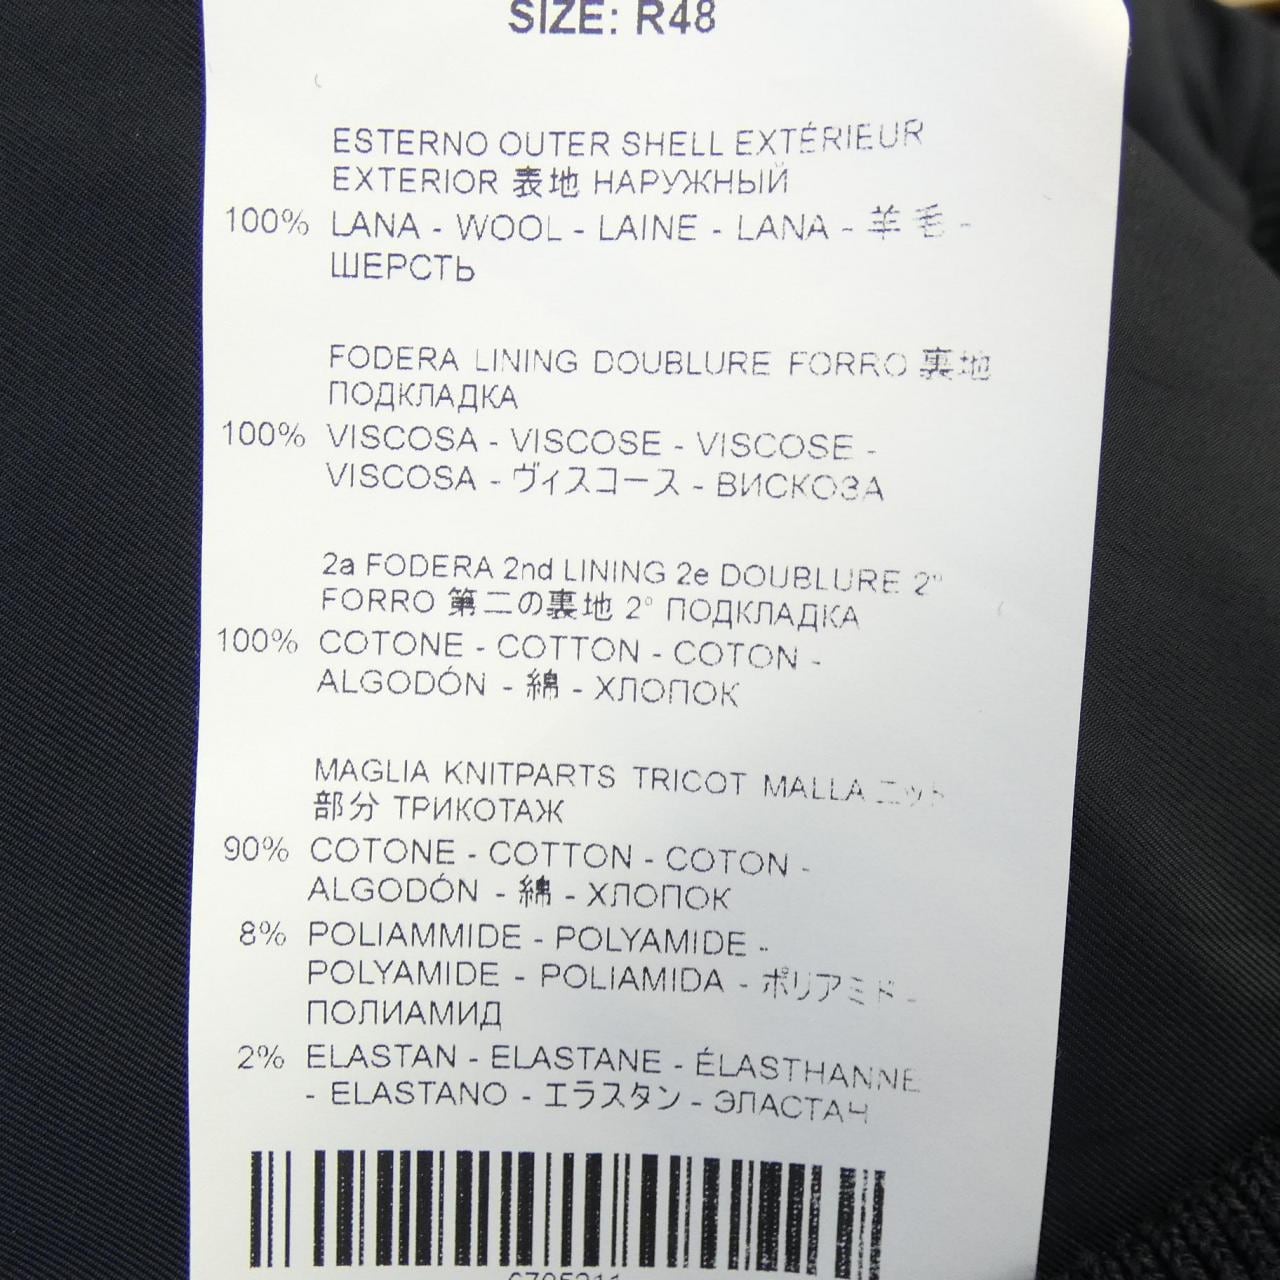 SIZE: R48
ESTERNO OUTER SHELL EXTÉRIEUR
EXTERIOR 表地 НАРУЖНЫЙ
100% LANA - WOOL - LAINE - LANA - 羊毛 -
ШЕРСТЬ
FODERA LINING DOUBLURE FORRO 裏地
ПОДКЛАДКА
100% VISCOSA - VISCOSE - VISCOSE -
VISCOSA - ヴィスコース - ВИСКОЗА
2a FODERA 2nd LINING 2e DOUBLURE 2°
FORRO 第二の裏地 2° ПОДКЛАДКА
100% COTONE - COTTON - COTON -
ALGODÓN - 綿 - ХЛОПОК
MAGLIA KNITPARTS TRICOT MALLA ニット
部分 ТРИКОТАЖ
90% COTONE - COTTON - COTON -
ALGODÓN - 綿 - ХЛОПОК
8% POLIAMMIDE - POLYAMIDE -
POLYAMIDE - POLIAMIDA - ポリアミド -
ПОЛИАМИД
2% ELASTAN - ELASTANE - ÉLASTHANNE
- ELASTANO - エラスタン - ЭЛАСТАН